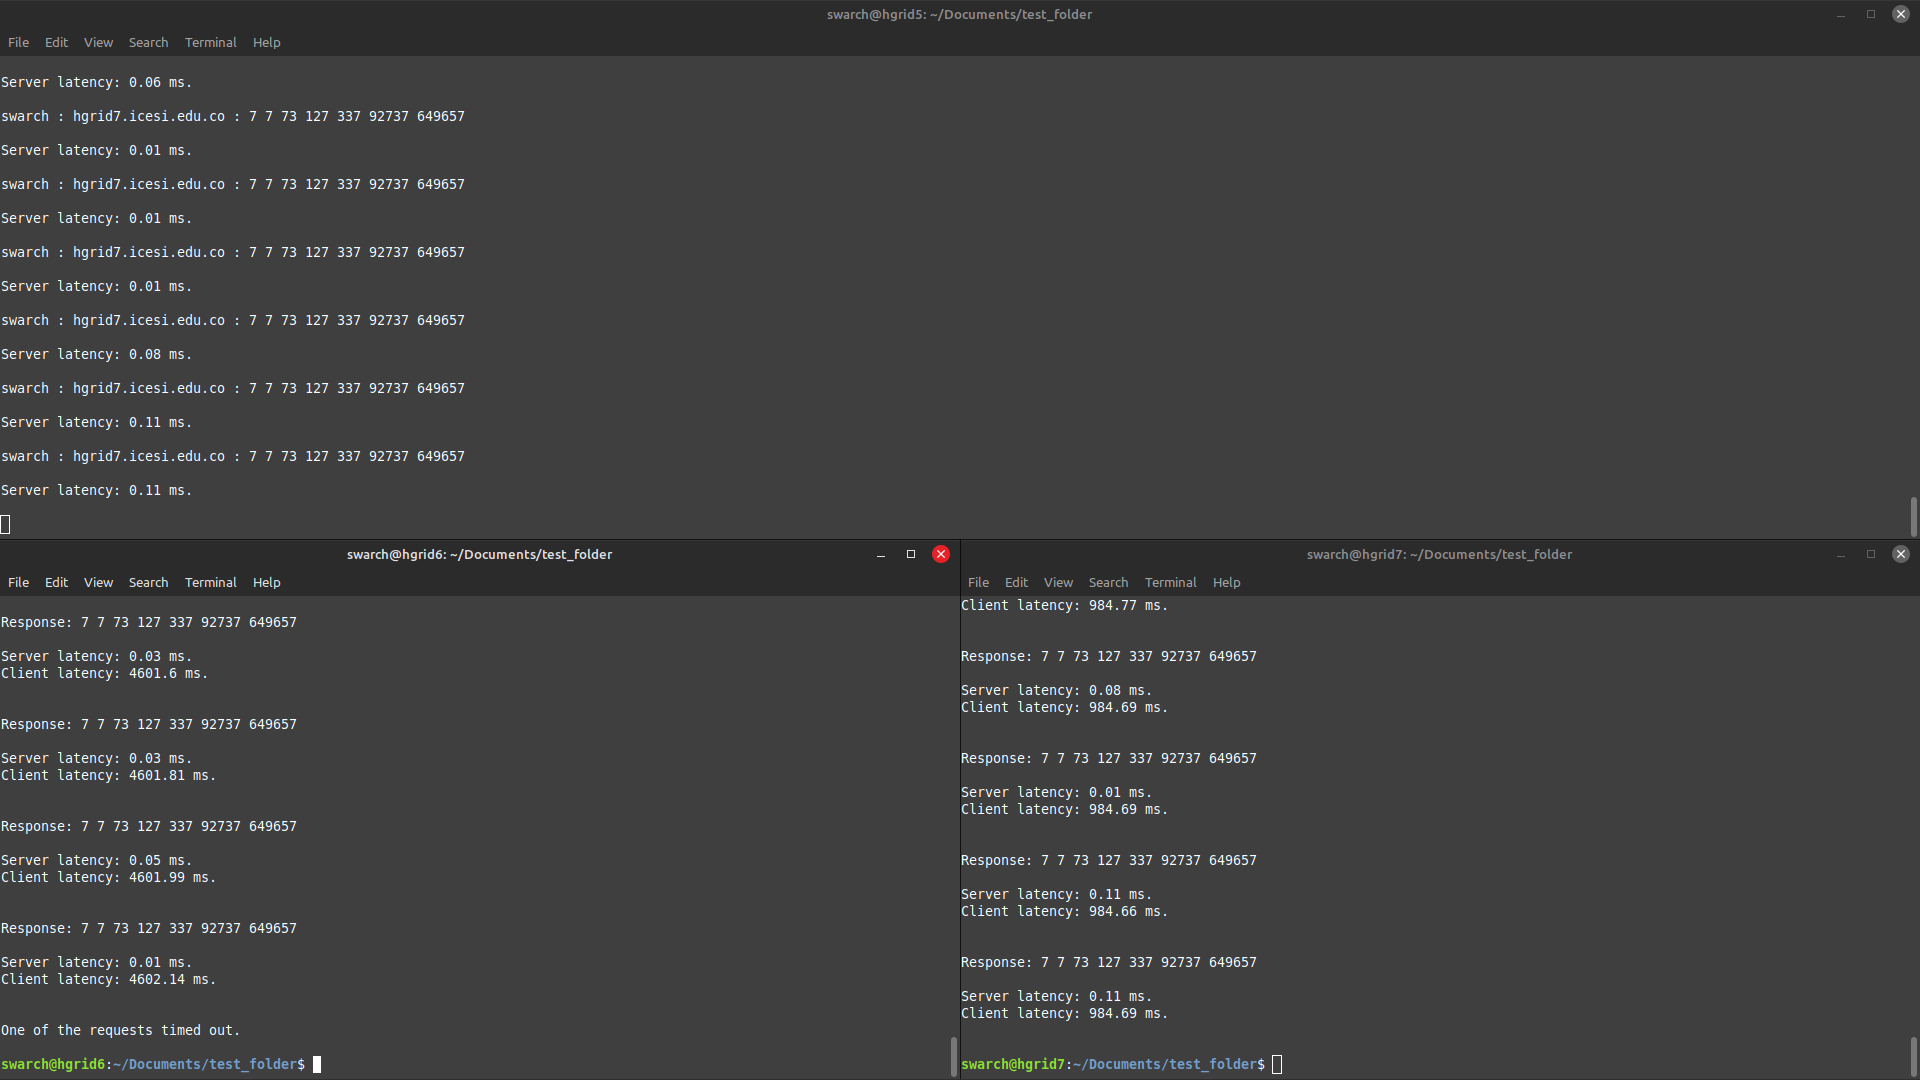 swarch@hgrid5: ~/Documents/test_folder
File Edit View Search Terminal Help
Server latency: 0.06 ms.
swarch : hgrid7.icesi.edu.co : 7 7 73 127 337 92737 649657
Server latency: 0.01 ms.
swarch : hgrid7.icesi.edu.co : 7 7 73 127 337 92737 649657
Server latency: 0.01 ms.
swarch : hgrid7.icesi.edu.co : 7 7 73 127 337 92737 649657
Server latency: 0.01 ms.
swarch : hgrid7.icesi.edu.co : 7 7 73 127 337 92737 649657
Server latency: 0.08 ms.
swarch : hgrid7.icesi.edu.co : 7 7 73 127 337 92737 649657
Server latency: 0.11 ms.
swarch : hgrid7.icesi.edu.co : 7 7 73 127 337 92737 649657
Server latency: 0.11 ms.
swarch@hgrid6: ~/Documents/test_folder
File Edit View Search Terminal Help
Response: 7 7 73 127 337 92737 649657
Server latency: 0.03 ms.
Client latency: 4601.6 ms.
Response: 7 7 73 127 337 92737 649657
Server latency: 0.03 ms.
Client latency: 4601.81 ms.
Response: 7 7 73 127 337 92737 649657
Server latency: 0.05 ms.
Client latency: 4601.99 ms.
Response: 7 7 73 127 337 92737 649657
Server latency: 0.01 ms.
Client latency: 4602.14 ms.
One of the requests timed out.
swarch@hgrid6:~/Documents/test_folder$
swarch@hgrid7: ~/Documents/test_folder
File Edit View Search Terminal Help
Client latency: 984.77 ms.
Response: 7 7 73 127 337 92737 649657
Server latency: 0.08 ms.
Client latency: 984.69 ms.
Response: 7 7 73 127 337 92737 649657
Server latency: 0.01 ms.
Client latency: 984.69 ms.
Response: 7 7 73 127 337 92737 649657
Server latency: 0.11 ms.
Client latency: 984.66 ms.
Response: 7 7 73 127 337 92737 649657
Server latency: 0.11 ms.
Client latency: 984.69 ms.
swarch@hgrid7:~/Documents/test_folder$